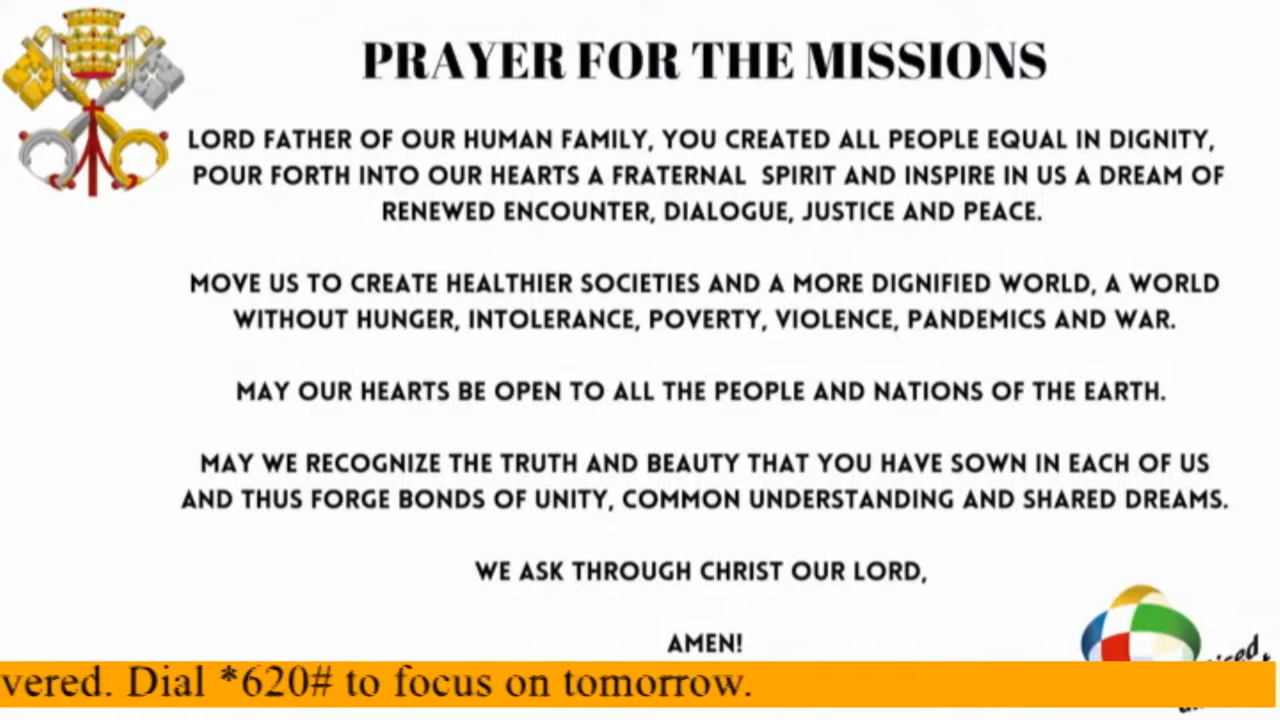 PRAYER FOR THE MISSIONS
LORD FATHER OF OUR HUMAN FAMILY, YOU CREATED ALL PEOPLE EQUAL IN DIGNITY,
POUR FORTH INTO OUR HEARTS A FRATERNAL SPIRIT AND INSPIRE IN US A DREAM OF
RENEWED ENCOUNTER, DIALOGUE, JUSTICE AND PEACE.
MOVE US TO CREATE HEALTHIER SOCIETIES AND A MORE DIGNIFIED WORLD, A WORLD
WITHOUT HUNGER, INTOLERANCE, POVERTY, VIOLENCE, PANDEMICS AND WAR.
MAY OUR HEARTS BE OPEN TO ALL THE PEOPLE AND NATIONS OF THE EARTH.
MAY WE RECOGNIZE THE TRUTH AND BEAUTY THAT YOU HAVE SOWN IN EACH OF US
AND THUS FORGE BONDS OF UNITY, COMMON UNDERSTANDING AND SHARED DREAMS.
WE ASK THROUGH CHRIST OUR LORD,
AMEN!
vered. Dial *620# to focus on tomorrow.